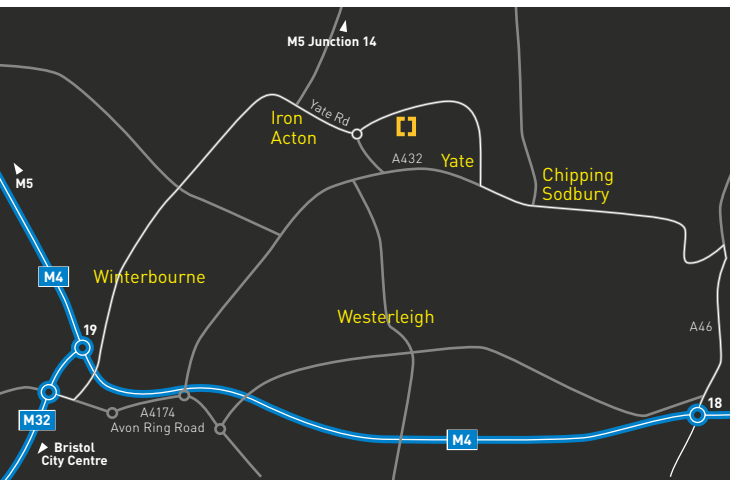 M5 Junction 14
Yate Rd
Iron
Acton
A432
Yate
Chipping
Sodbury
M5
M4
Winterbourne
Westerleigh
A46
19
18
A4174
Avon Ring Road
M32
M4
Bristol
City Centre